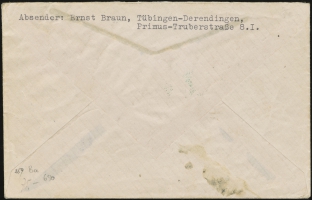 Absender: Ernst Braun, Tübingen-Derendingen,
Primus-Truberstraße 8.I.